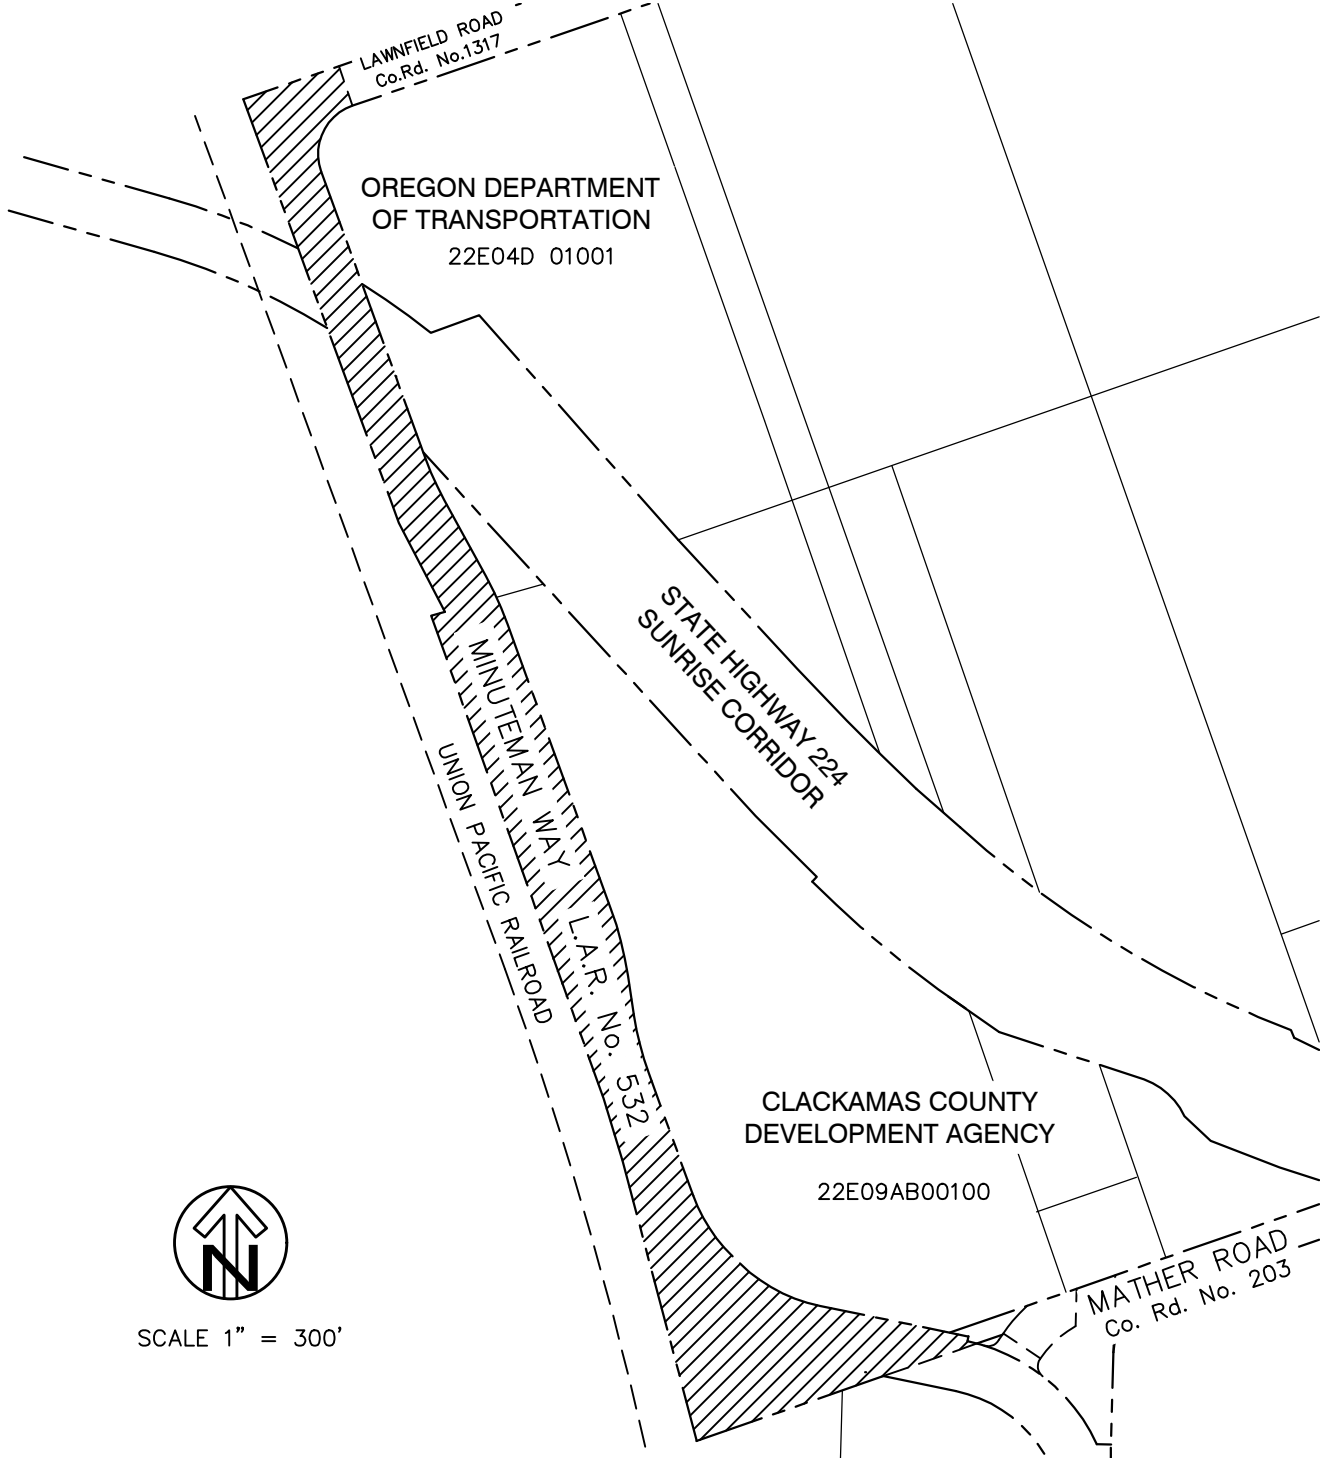 LAWNFIELD ROAD
Co.Rd. No.1317
OREGON DEPARTMENT
OF TRANSPORTATION
22E04D 01001
STATE HIGHWAY 224
SUNRISE CORRIDOR
MINUTEMAN WAY L.A.R. No. 532
UNION PACIFIC RAILROAD
CLACKAMAS COUNTY
DEVELOPMENT AGENCY
22E09AB00100
MATHER ROAD
Co. Rd. No. 203
N
SCALE 1" = 300'